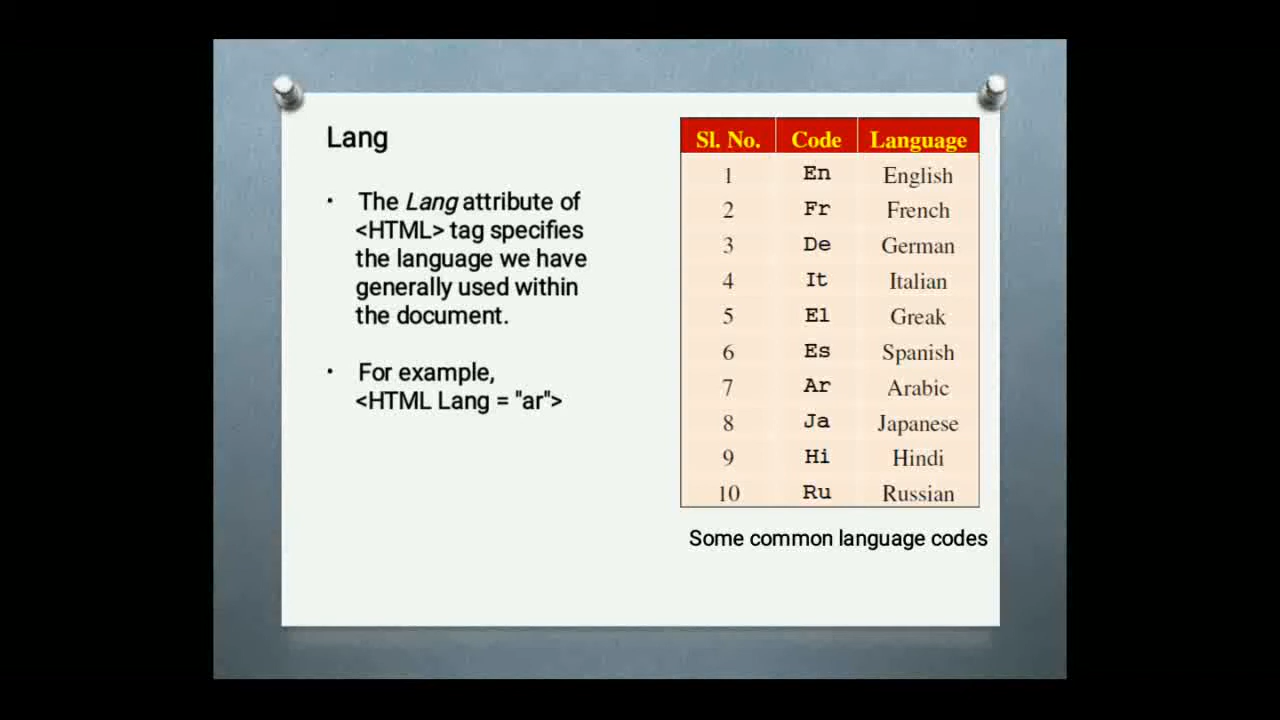 Lang
• The Lang attribute of
<HTML> tag specifies
the language we have
generally used within
the document.
• For example,
<HTML Lang = "ar">
Sl. No. Code Language
1 En English
2 Fr French
3 De German
4 It Italian
5 El Greak
6 Es Spanish
7 Ar Arabic
8 Ja Japanese
9 Hi Hindi
10 Ru Russian
Some common language codes